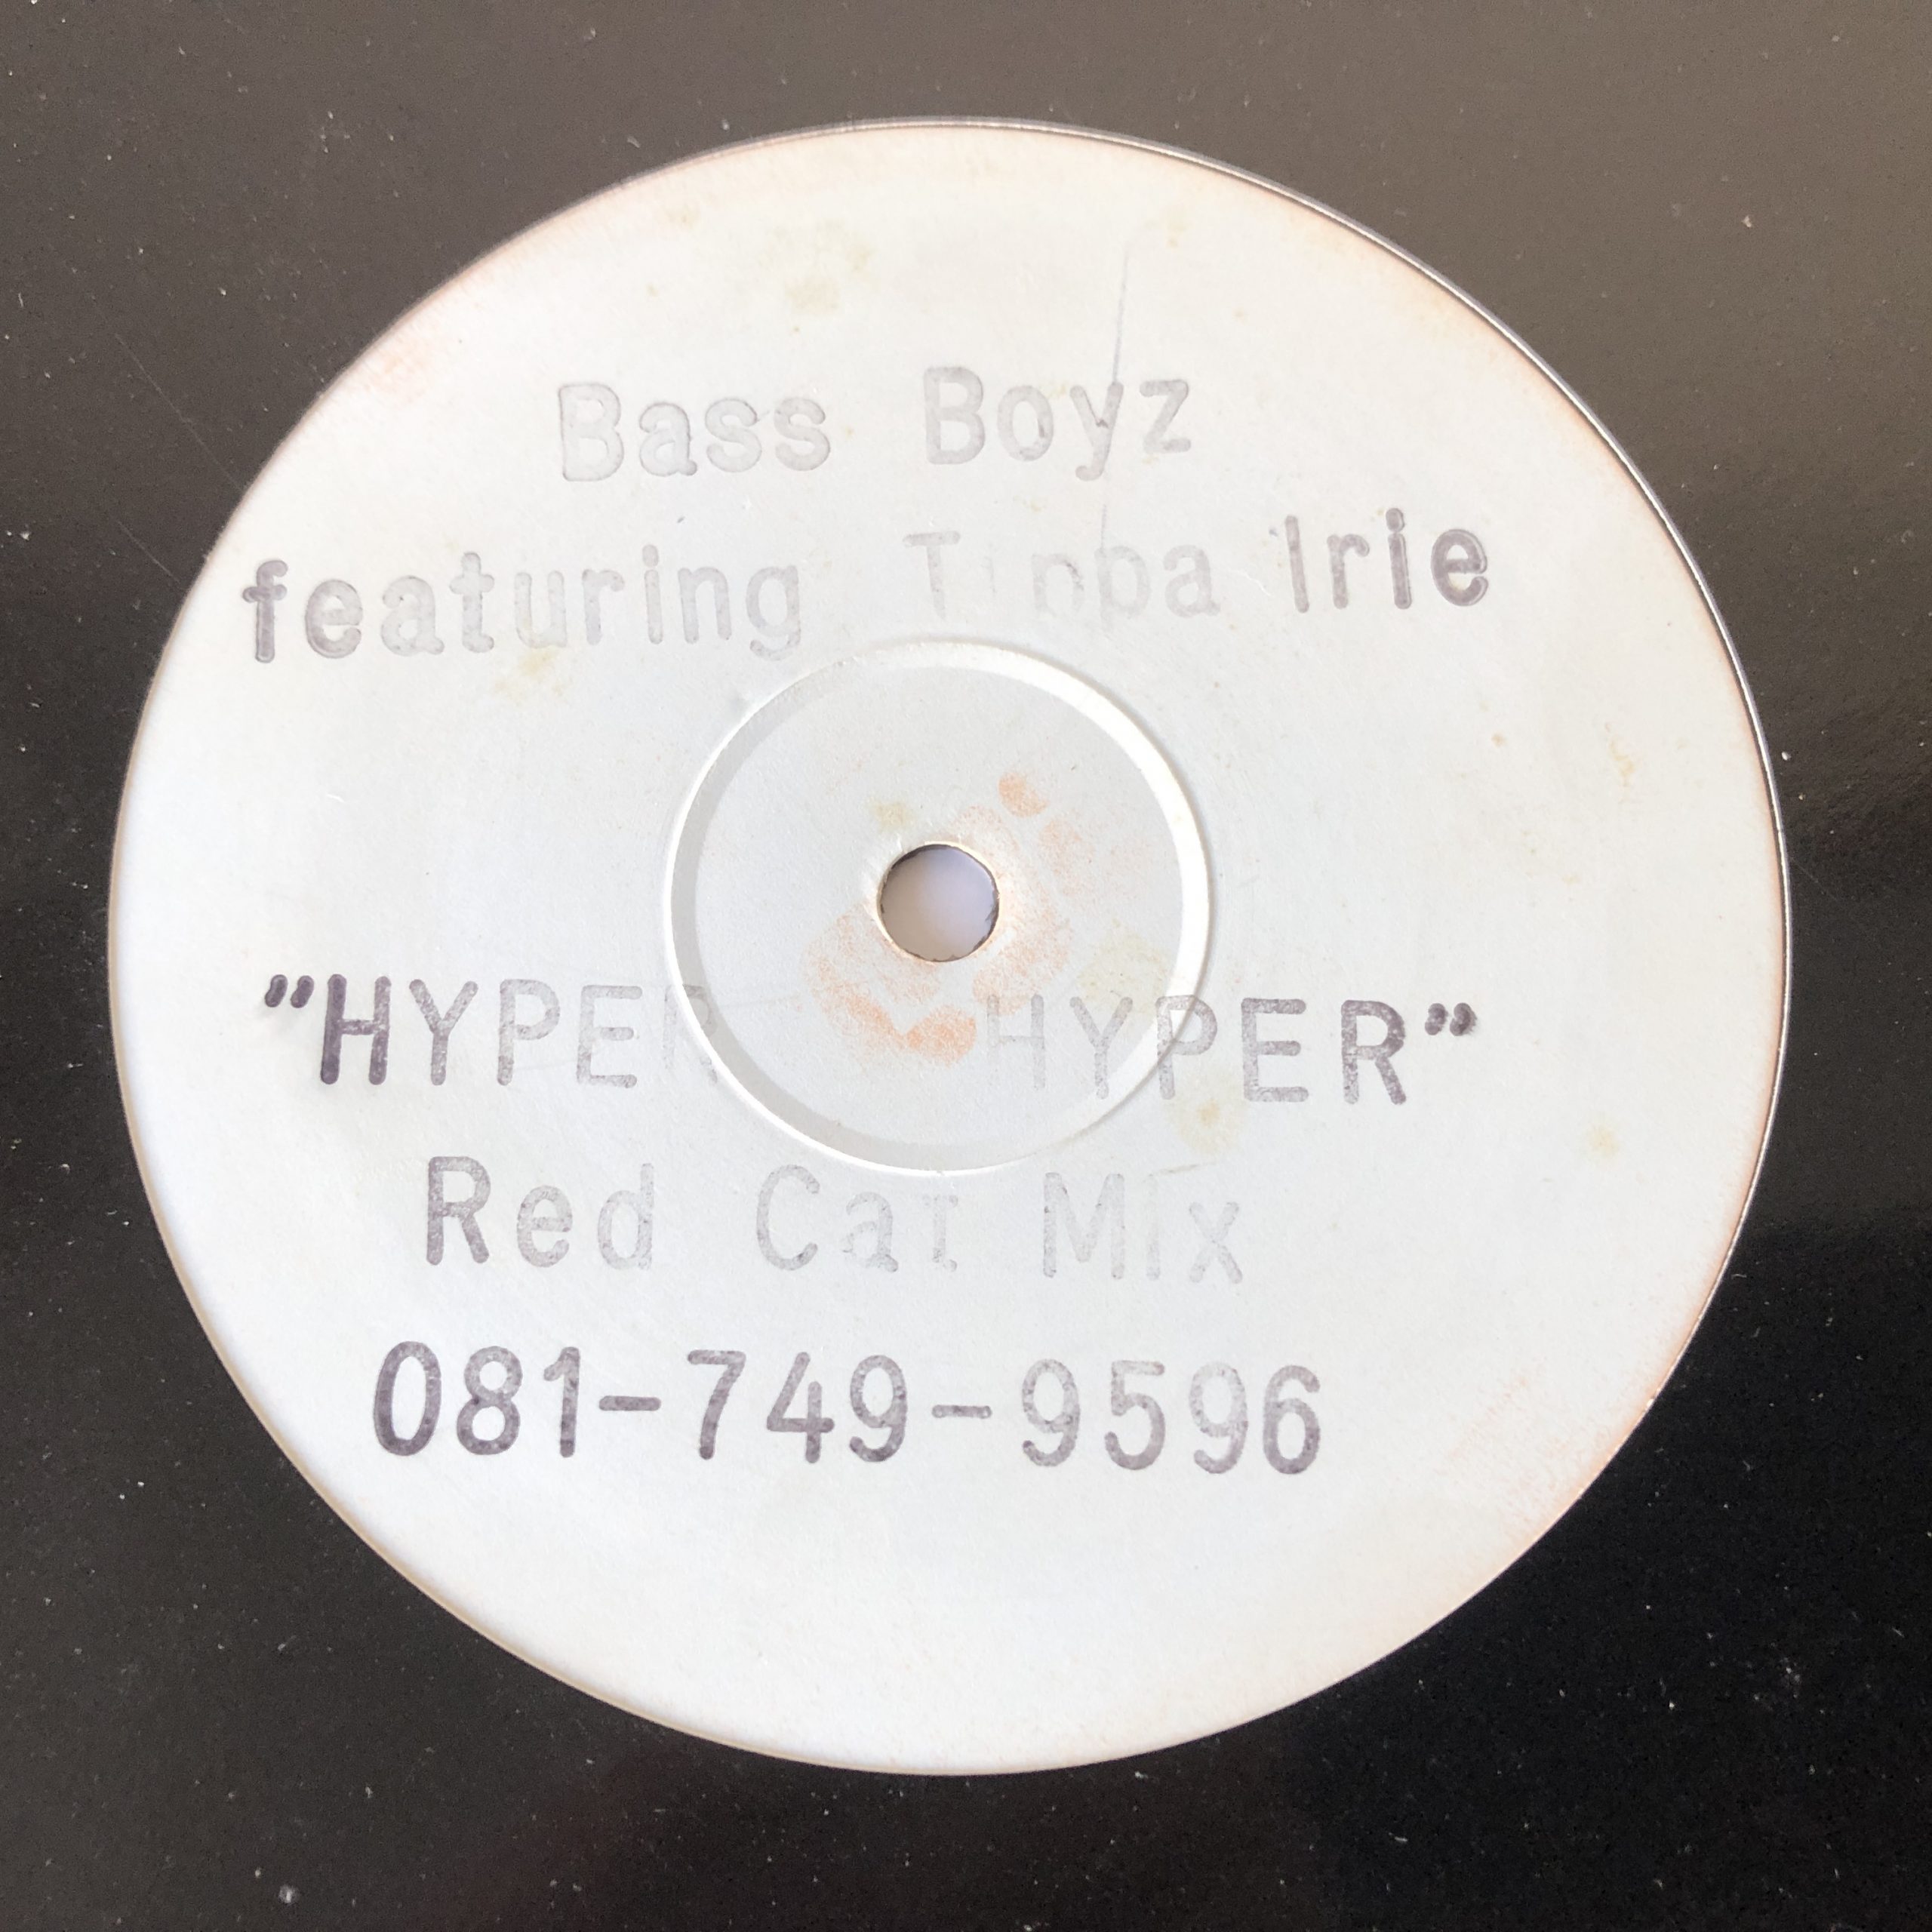 Bass Boyz
featuring Tippa Irie
"HYPER HYPER"
Red Cat Mix
081-749-9596